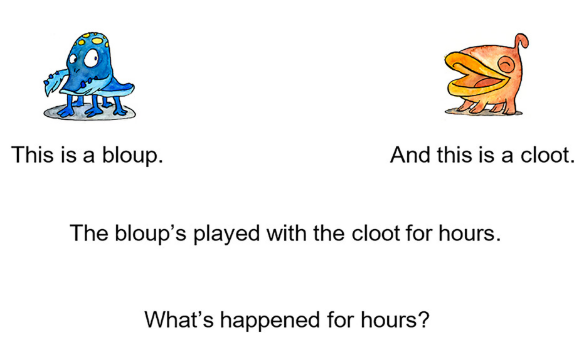 This is a bloup.
And this is a cloot.
The bloup’s played with the cloot for hours.
What’s happened for hours?